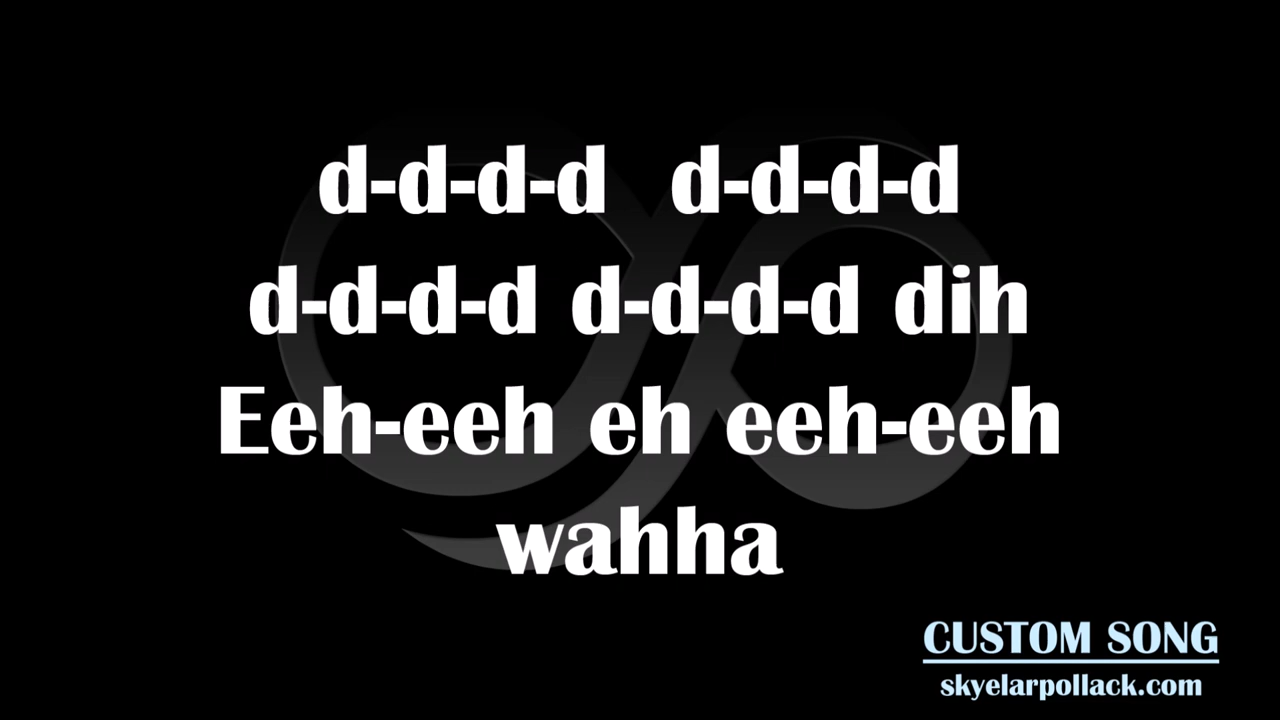 d-d-d-d d-d-d-d
d-d-d-d d-d-d-d dih
Eeh-eeh eh eeh-eeh
wahha
CUSTOM SONG
skyelarpollack.com